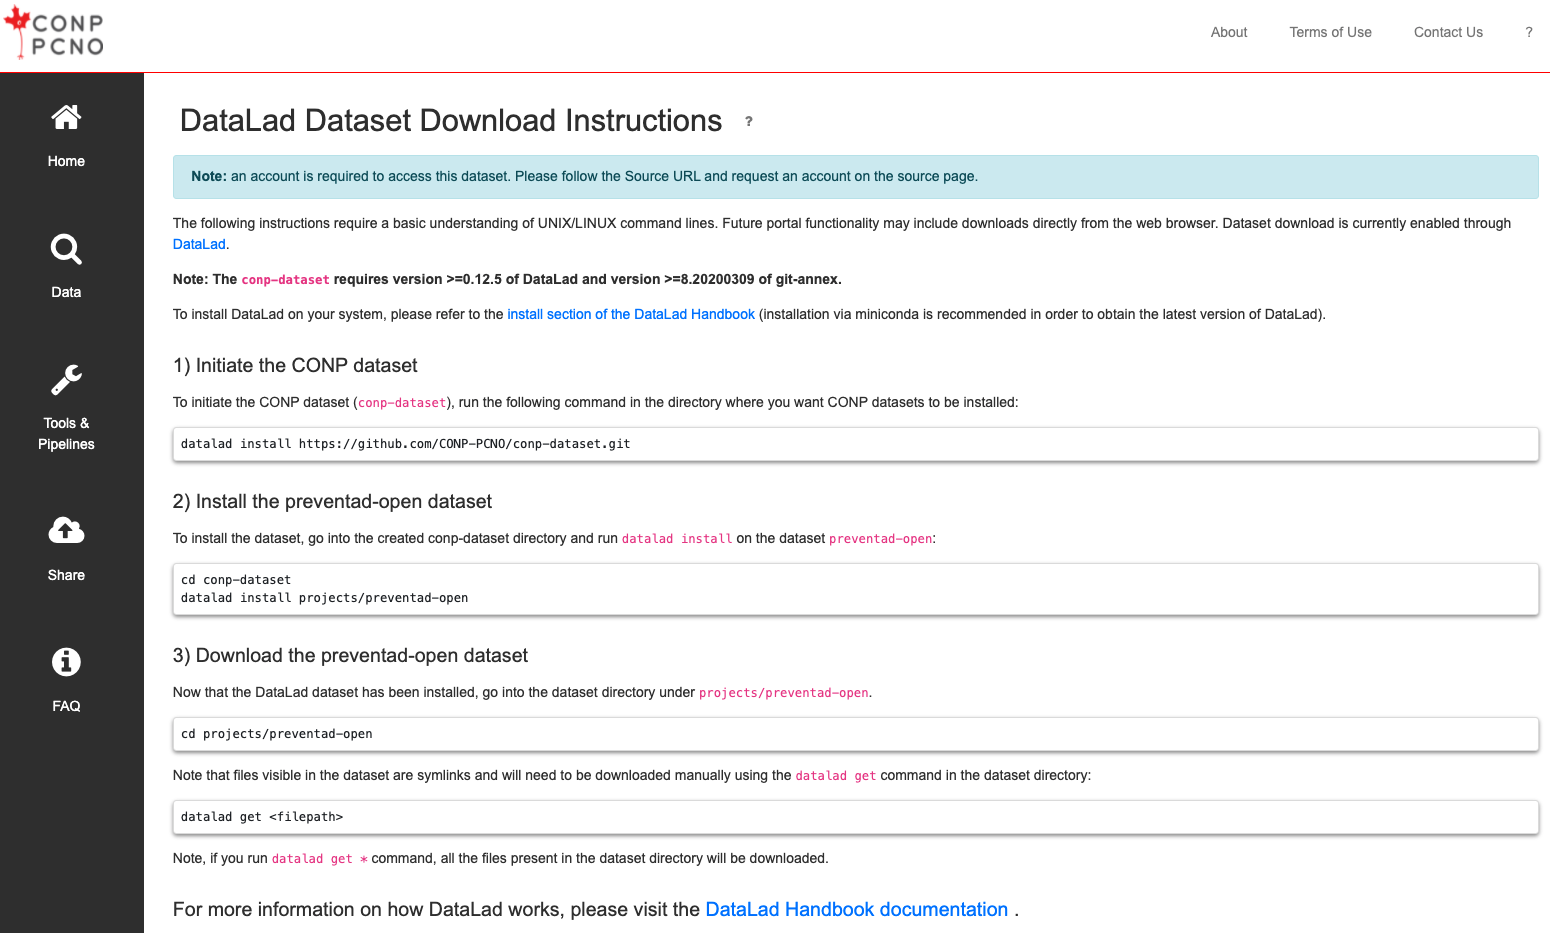 CONP
PCNO
About
Terms of Use
Contact Us
?
Home
Data
Tools &
Pipelines
Share
FAQ
DataLad Dataset Download Instructions ?
Note: an account is required to access this dataset. Please follow the Source URL and request an account on the source page.
The following instructions require a basic understanding of UNIX/LINUX command lines. Future portal functionality may include downloads directly from the web browser. Dataset download is currently enabled through
DataLad.
Note: The conp-dataset requires version >=0.12.5 of DataLad and version >=8.20200309 of git-annex.
To install DataLad on your system, please refer to the install section of the DataLad Handbook (installation via miniconda is recommended in order to obtain the latest version of DataLad).
1) Initiate the CONP dataset
To initiate the CONP dataset (conp-dataset), run the following command in the directory where you want CONP datasets to be installed:
datalad install https://github.com/CONP-PCNO/conp-dataset.git
2) Install the preventad-open dataset
To install the dataset, go into the created conp-dataset directory and run datalad install on the dataset preventad-open:
cd conp-dataset
datalad install projects/preventad-open
3) Download the preventad-open dataset
Now that the DataLad dataset has been installed, go into the dataset directory under projects/preventad-open.
cd projects/preventad-open
Note that files visible in the dataset are symlinks and will need to be downloaded manually using the datalad get command in the dataset directory:
datalad get <filepath>
Note, if you run datalad get * command, all the files present in the dataset directory will be downloaded.
For more information on how DataLad works, please visit the DataLad Handbook documentation .